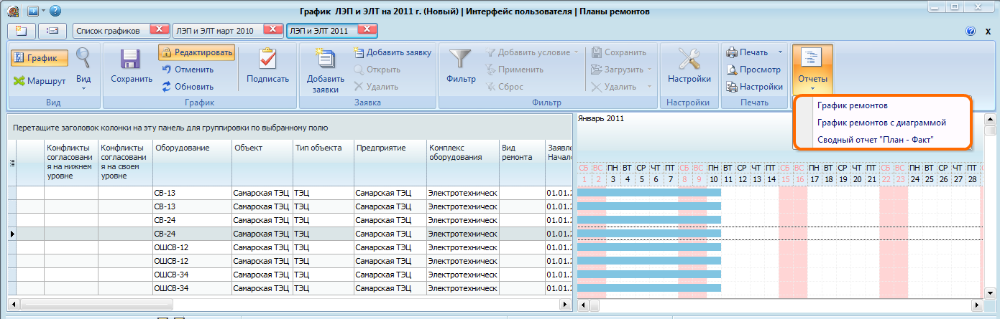 График ЛЭП и ЭЛТ на 2011 г. (Новый) | Интерфейс пользователя | Планы ремонтов
Список графиков
ЛЭП и ЭЛТ март 2010
ЛЭП и ЭЛТ 2011
График
Маршрут
Вид
Вид
Сохранить
Редактировать
Отменить
Обновить
Подписать
График
Добавить
заявки
Добавить заявку
Открыть
Удалить
Заявка
Фильтр
Добавить условие
Применить
Сброс
Сохранить
Загрузить
Удалить
Фильтр
Настройки
Настройки
Печать
Просмотр
Настройки
Печать
Отчеты
График ремонтов
График ремонтов с диаграммой
Сводный отчет "План - Факт"
Перетащите заголовок колонки на эту панель для группировки по выбранному полю
Январь 2011
Конфликты
согласовани
я на нижнем
уровне
Конфликты
согласовани
я на своем
уровне
Оборудование
Объект
Тип объекта
Предприятие
Комплекс
оборудования
Вид
ремонта
Заявле
Начало
СБ ВС ПН ВТ СР ЧТ ПТ СБ ВС ПН ВТ СР ЧТ ПТ СБ ВС ПН ВТ СР ЧТ ПТ СБ ВС ПН ВТ СР ЧТ ПТ
1 2 3 4 5 6 7 8 9 10 11 12 13 14 15 16 17 18 19 20 21 22 23 24 25 26 27 28
СВ-13 Самарская ТЭЦ ТЭЦ Самарская ТЭЦ Электротехническ 01.01.2
СВ-13 Самарская ТЭЦ ТЭЦ Самарская ТЭЦ Электротехническ 01.01.2
СВ-24 Самарская ТЭЦ ТЭЦ Самарская ТЭЦ Электротехническ 01.01.2
СВ-24 Самарская ТЭЦ ТЭЦ Самарская ТЭЦ Электротехническ 01.01.2
ОШСВ-12 Самарская ТЭЦ ТЭЦ Самарская ТЭЦ Электротехническ 01.01.2
ОШСВ-12 Самарская ТЭЦ ТЭЦ Самарская ТЭЦ Электротехническ 01.01.2
ОШСВ-34 Самарская ТЭЦ ТЭЦ Самарская ТЭЦ Электротехническ 01.01.2
ОШСВ-34 Самарская ТЭЦ ТЭЦ Самарская ТЭЦ Электротехническ 01.01.2